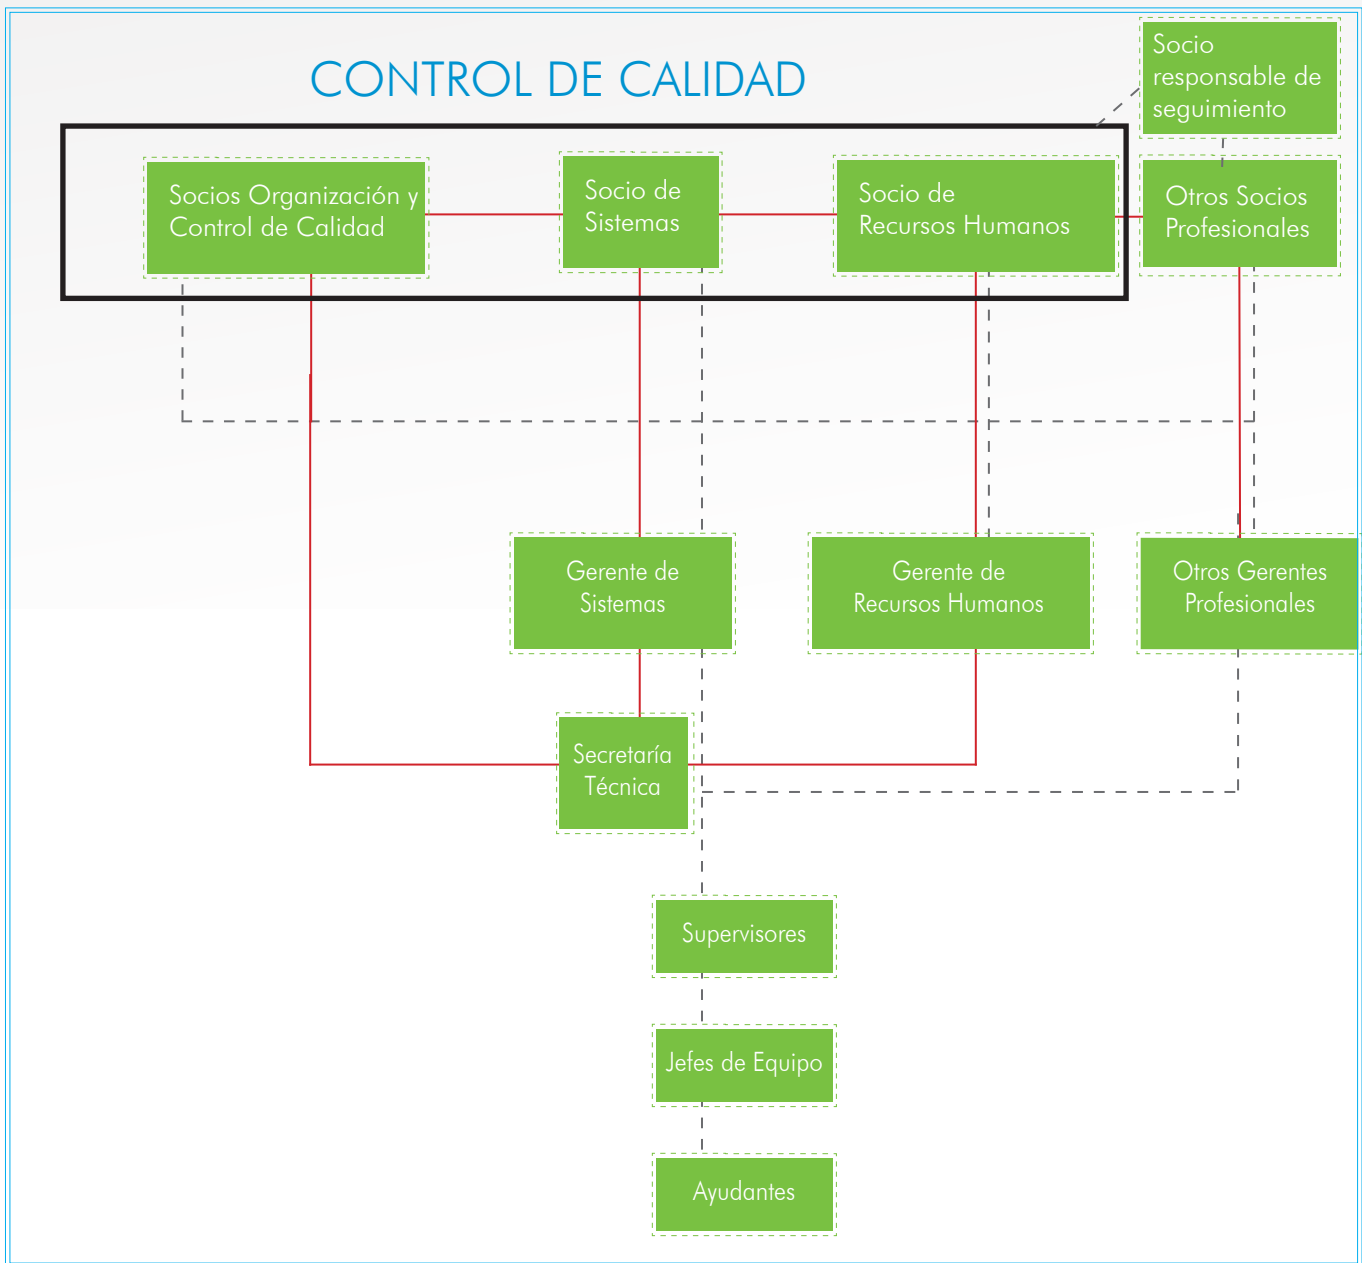 CONTROL DE CALIDAD
Socio
responsable de
seguimiento
Socios Organización y
Control de Calidad
Socio de
Sistemas
Socio de
Recursos Humanos
Otros Socios
Profesionales
Gerente de
Sistemas
Gerente de
Recursos Humanos
Otros Gerentes
Profesionales
Secretaría
Técnica
Supervisores
Jefes de Equipo
Ayudantes